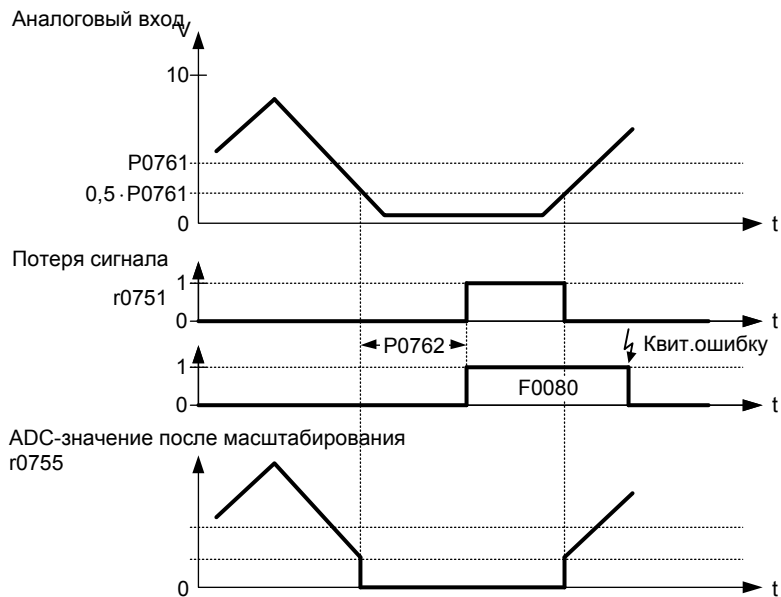 Аналоговый вход
V
10
P0761
0,5 · P0761
0
t
Потеря сигнала
r0751
1
0
t
P0762
Квит.ошибку
1
F0080
0
t
ADC-значение после масштабирования
r0755
0
t